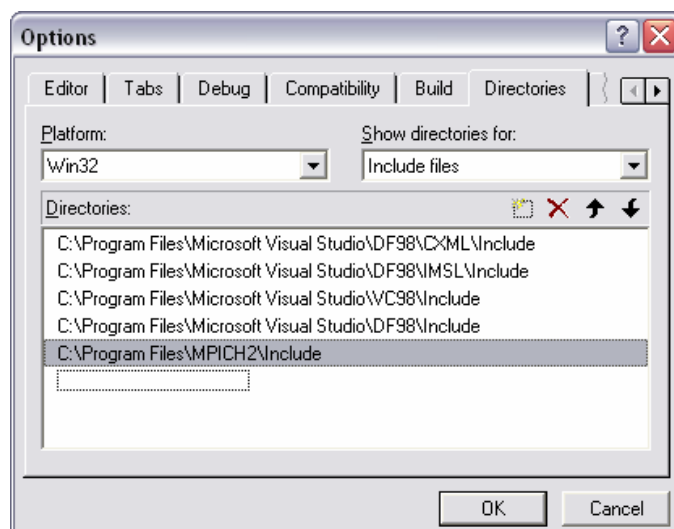 Options
Editor Tabs Debug Compatibility Build Directories
Platform: Show directories for:
Win32 Include files
Directories:
C:\Program Files\Microsoft Visual Studio\DF98\CXML\Include
C:\Program Files\Microsoft Visual Studio\DF98\IMSL\Include
C:\Program Files\Microsoft Visual Studio\VC98\Include
C:\Program Files\Microsoft Visual Studio\DF98\Include
C:\Program Files\MPICH2\Include
OK Cancel